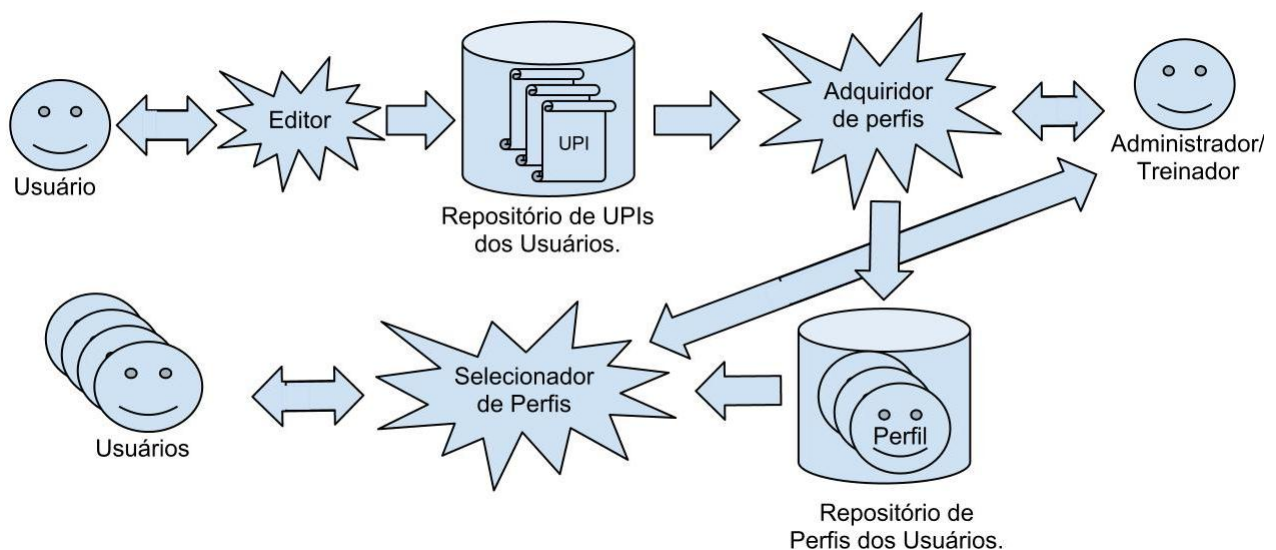 Usuário
Editor
UPI
Repositório de UPIs
dos Usuários.
Adquiridor
de perfis
Administrador/
Treinador
Usuários
Selecionador
de Perfis
Perfil
Repositório de
Perfis dos Usuários.